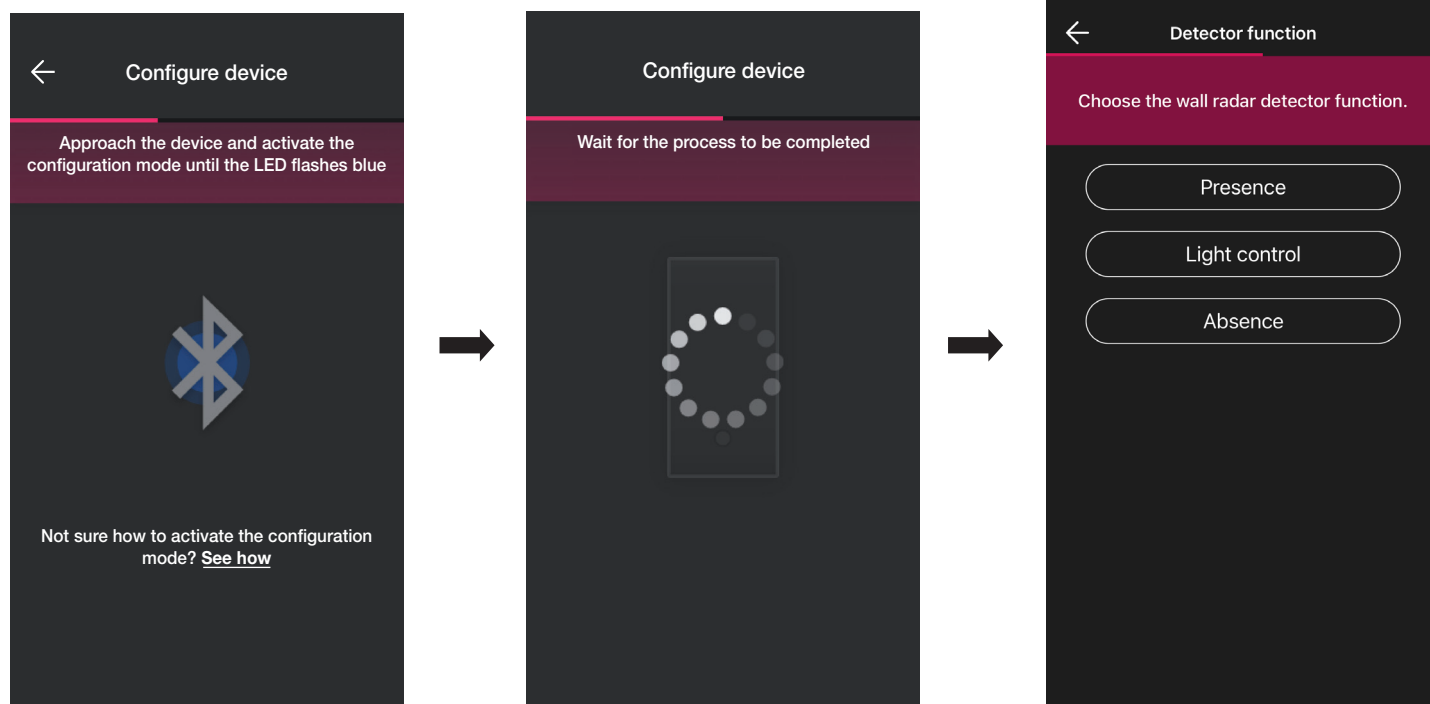 Configure device
Approach the device and activate the
configuration mode until the LED flashes blue
Not sure how to activate the configuration
mode? See how
Configure device
Wait for the process to be completed
Detector function
Choose the wall radar detector function.
Presence
Light control
Absence